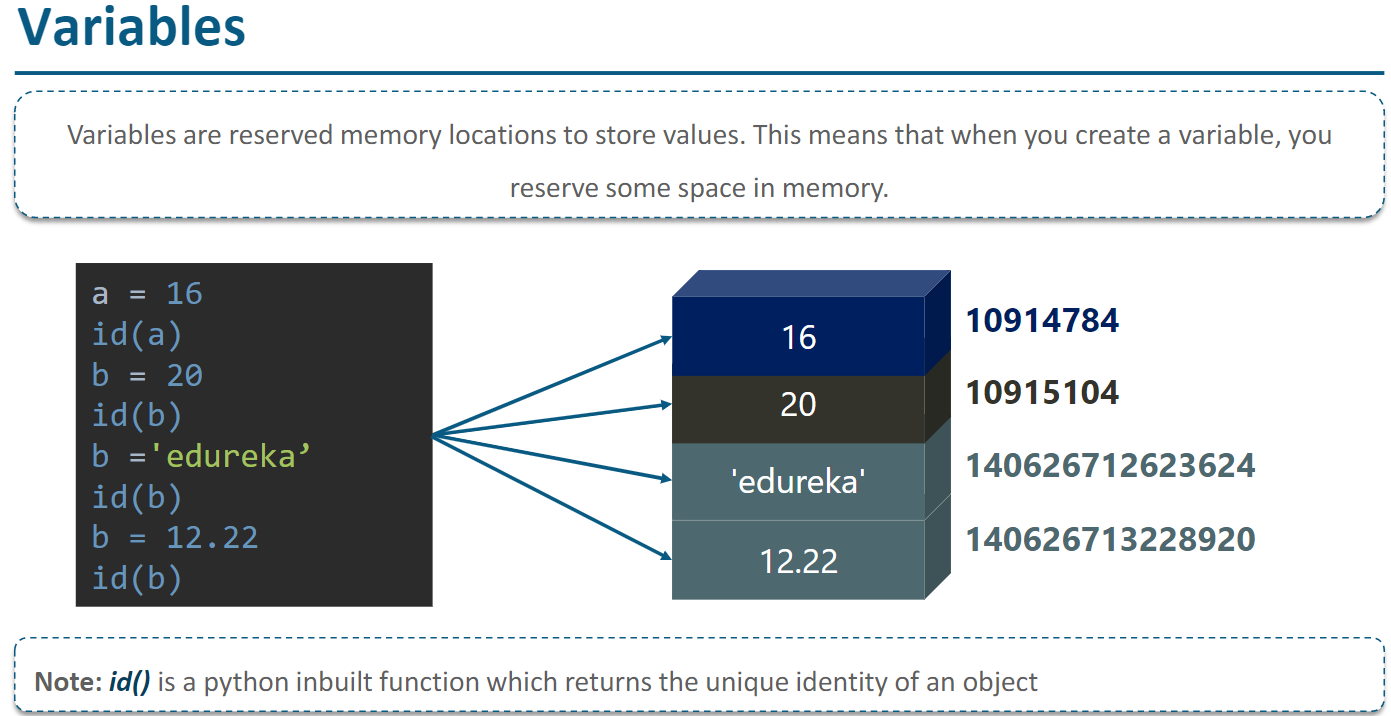 Variables
Variables are reserved memory locations to store values. This means that when you create a variable, you
reserve some space in memory.
a = 16
id(a)
b = 20
id(b)
b ='edureka’
id(b)
b = 12.22
id(b)
16
10914784
20
10915104
'edureka'
140626712623624
12.22
140626713228920
Note: id() is a python inbuilt function which returns the unique identity of an object